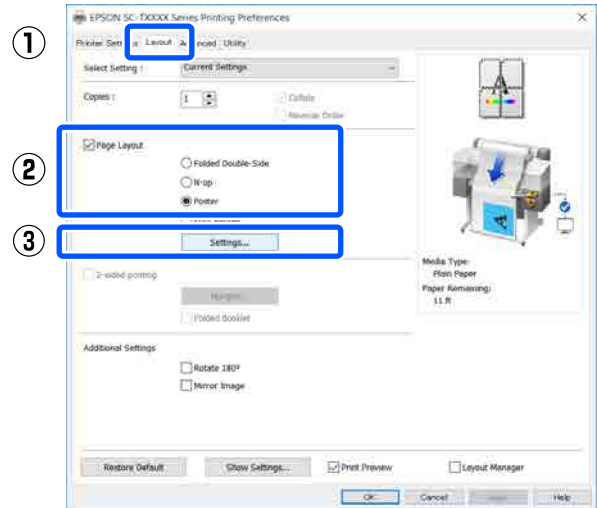 EPSON SC-TXXXX Series Printing Preferences
①
Printer Layout Utility
Select Setting : Current Settings
Copies : 1 Collate
Reverse Order
②
Page Layout
Folded Double-Side
N-up
Poster
③
Settings...
2-sided printing
Margins...
Folded Booklet
Additional Settings
Rotate 180°
Mirror Image
Media Type:
Plain Paper
Paper Remaining:
11 ft
Restore Default Show Settings... Print Preview Layout Manager
OK Cancel Help